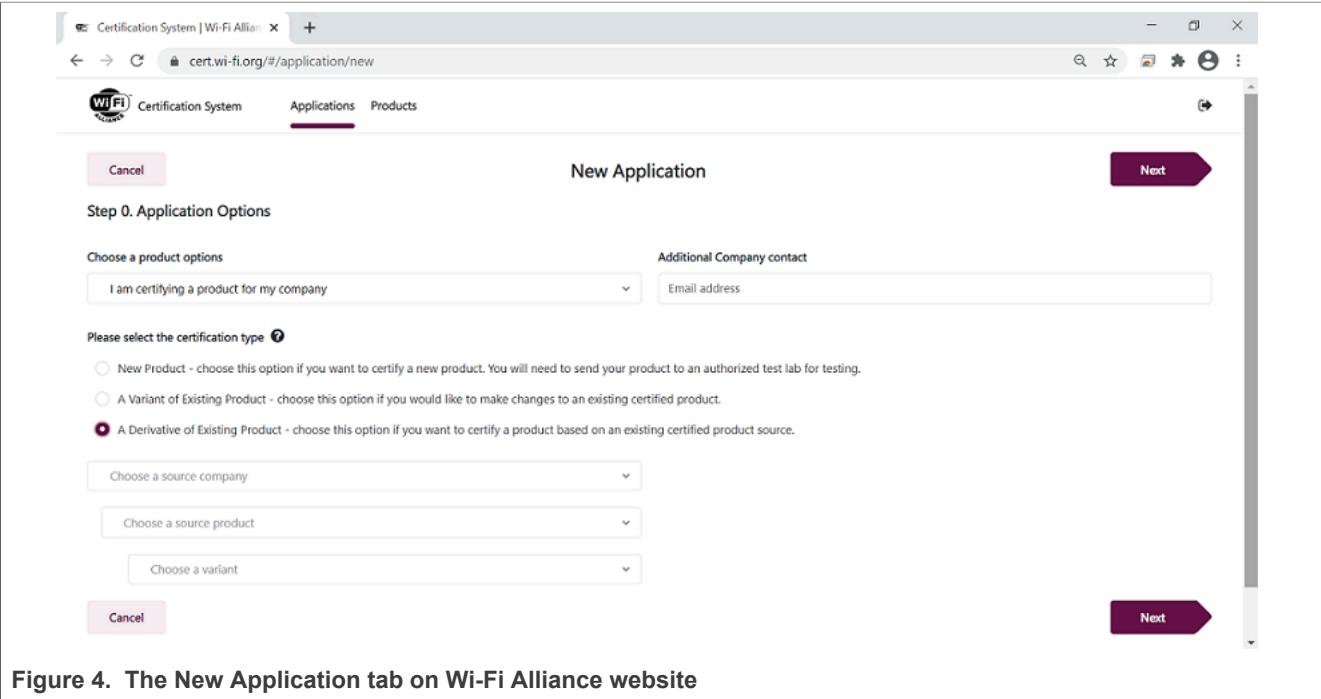 Certification System | Wi-Fi Allian
cert.wi-fi.org/#/application/new
Wi Fi
ALLIANCE
Certification System Applications Products
Cancel New Application Next
Step 0. Application Options
Choose a product options Additional Company contact
I am certifying a product for my company Email address
Please select the certification type ?
New Product - choose this option if you want to certify a new product. You will need to send your product to an authorized test lab for testing.
A Variant of Existing Product - choose this option if you would like to make changes to an existing certified product.
A Derivative of Existing Product - choose this option if you want to certify a product based on an existing certified product source.
Choose a source company
Choose a source product
Choose a variant
Cancel Next
Figure 4. The New Application tab on Wi-Fi Alliance website